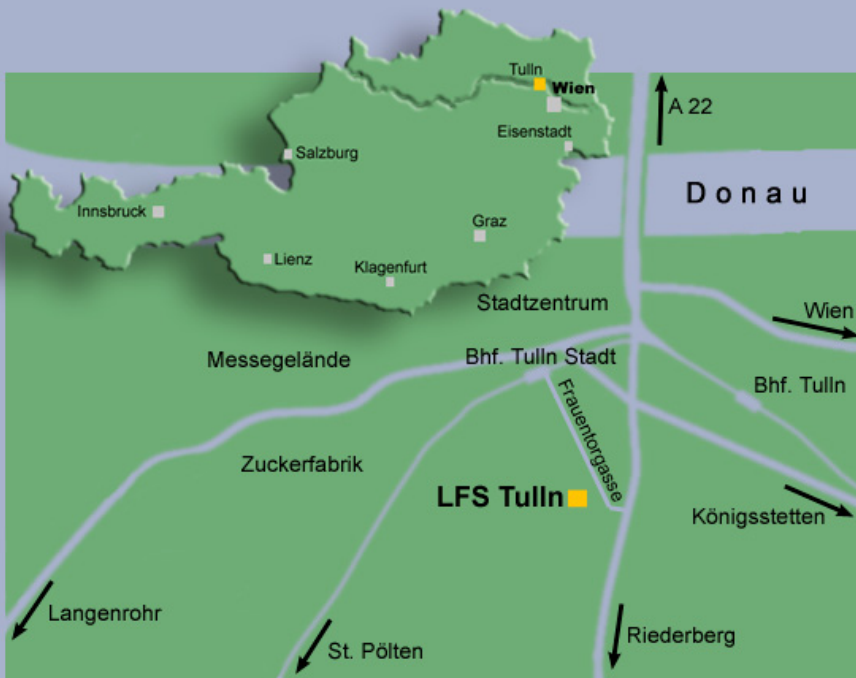 Tulln
Wien
A 22
Eisenstadt
Salzburg
Donau
Innsbruck
Graz
Lienz
Klagenfurt
Stadtzentrum
Wien
Messegelände
Bhf. Tulln Stadt
Bhf. Tulln
Frauentorgasse
Zuckerfabrik
LFS Tulln
Königsstetten
Langenrohr
Riederberg
St. Pölten